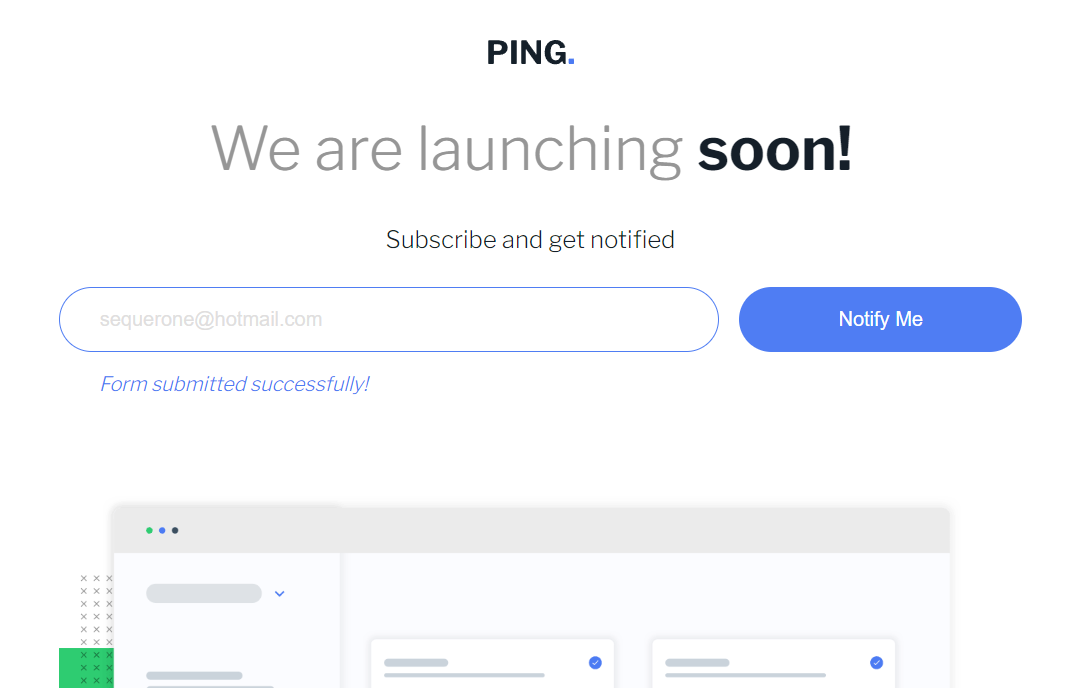 PING.
We are launching soon!
Subscribe and get notified
sequerone@hotmail.com
Notify Me
Form submitted successfully!